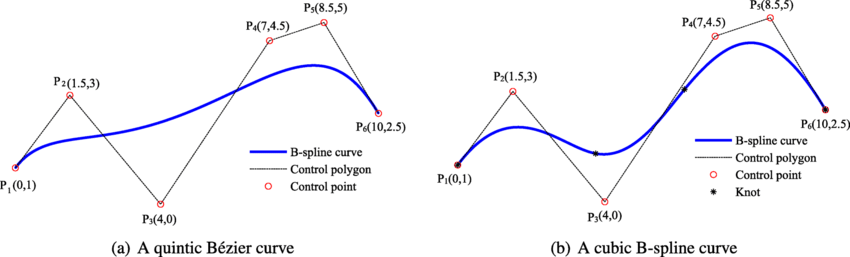 P5(8.5,5)
P4(7,4.5)
P2(1.5,3)
P6(10,2.5)
P1(0,1)
P3(4,0)
B-spline curve
Control polygon
Control point
(a) A quintic Bézier curve
P5(8.5,5)
P4(7,4.5)
P2(1.5,3)
P6(10,2.5)
P1(0,1)
P3(4,0)
B-spline curve
Control polygon
Control point
Knot
(b) A cubic B-spline curve